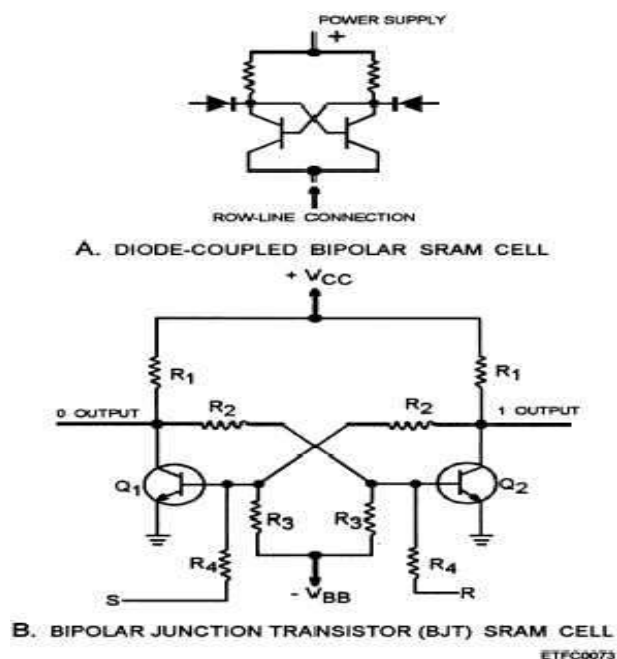 POWER SUPPLY
+
ROW-LINE CONNECTION
A. DIODE-COUPLED BIPOLAR SRAM CELL
+ VCC
R1 R1
R2 R2
0 OUTPUT 1 OUTPUT
Q1 Q2
R3 R3
R4 R4
S - VBB R
B. BIPOLAR JUNCTION TRANSISTOR (BJT) SRAM CELL
ETFC0073